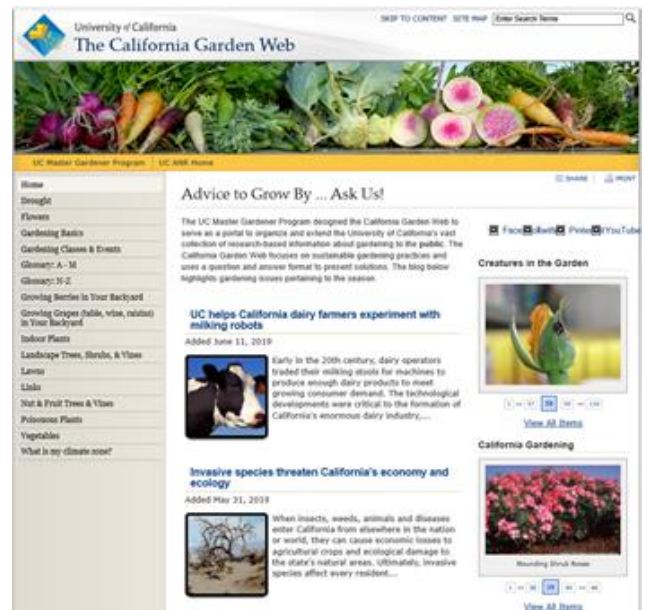 SKIP TO CONTENT SITE MAP Enter Search Terms
University of California
The California Garden Web
UC Master Gardener Program UC ANR Home
SHARE PRINT
Home
Drought
Flowers
Gardening Basics
Gardening Classes & Events
Glossary: A - M
Glossary: N-Z
Growing Berries in Your Backyard
Growing Grapes (table, wine, raisins)
in Your Backyard
Indoor Plants
Landscape Trees, Shrubs, & Vines
Lawns
Links
Nut & Fruit Trees & Vines
Poisonous Plants
Vegetables
What is my climate zone?
Advice to Grow By ... Ask Us!
The UC Master Gardener Program designed the California Garden Web to
serve as a portal to organize and extend the University of California's vast
collection of research-based information about gardening to the public. The
California Garden Web focuses on sustainable gardening practices and
uses a question and answer format to present solutions. The blog below
highlights gardening issues pertaining to the season.
UC helps California dairy farmers experiment with
milking robots
Added June 11, 2019
Early in the 20th century, dairy operators
traded their milking stools for machines to
produce enough dairy products to meet
growing consumer demand. The technological
developments were critical to the formation of
California's enormous dairy industry,...
Invasive species threaten California's economy and
ecology
Added May 31, 2019
When insects, weeds, animals and diseases
enter California from elsewhere in the nation
or world, they can cause economic losses to
agricultural crops and ecological damage to
the state's natural areas. Ultimately, invasive
species affect every resident...
YouTube
Creatures in the Garden
View All Items
California Gardening
Mounding Shrub Roses
View All Items